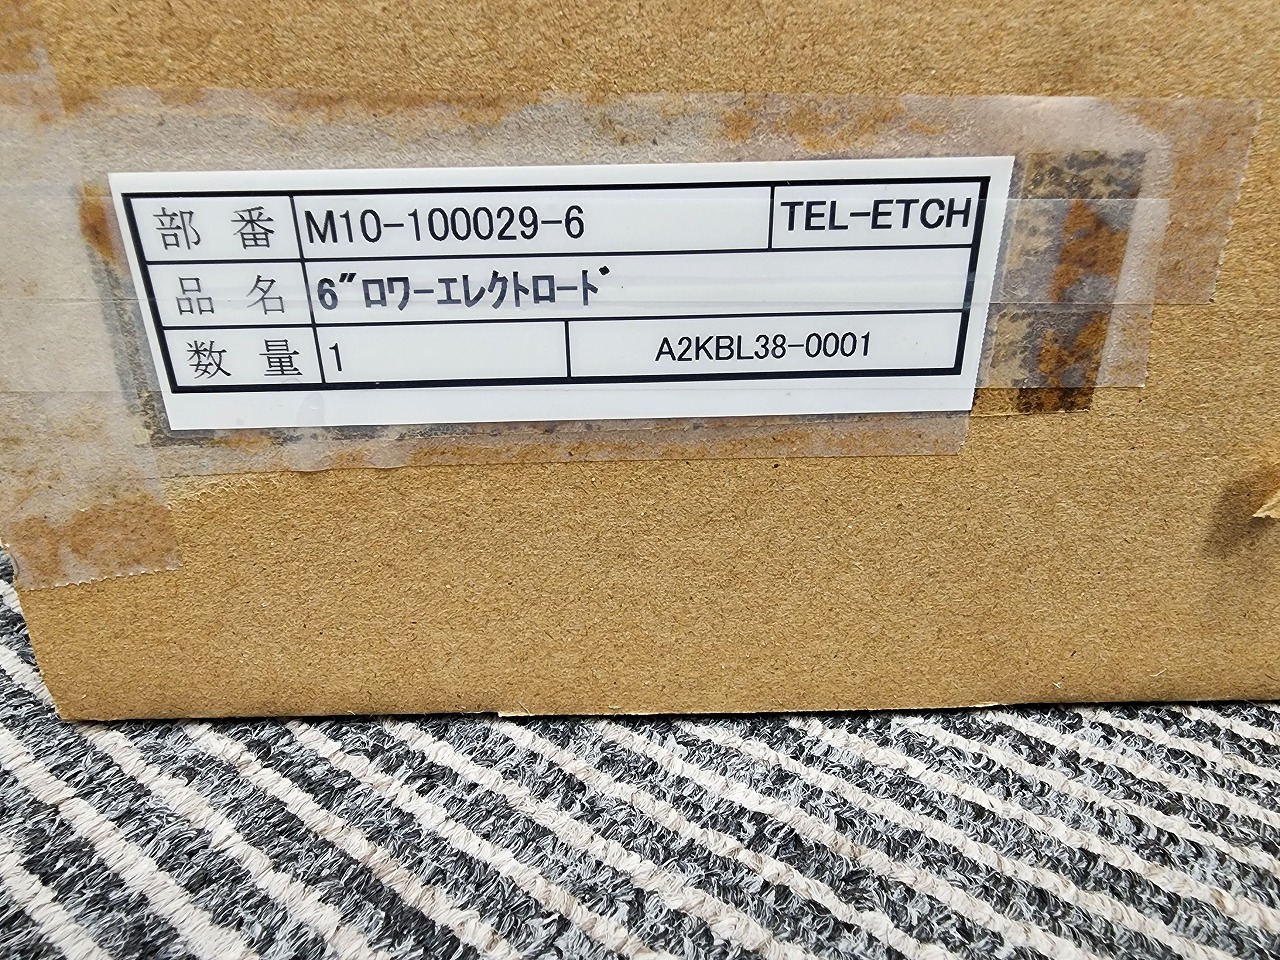 部番 M10-100029-6 TEL-ETCH
品名 6"ロワーエレクトロード
数量 1 A2KBL38-0001